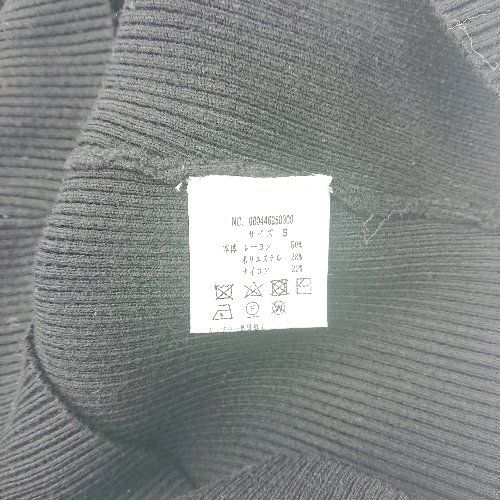 NO. 000446250300
サイズ S
本体 レーヨン 50%
ポリエステル 28%
ナイロン 22%